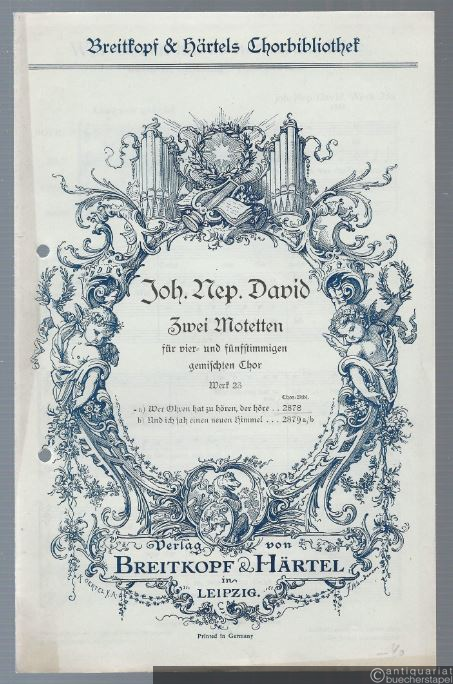 Breitkopf & Härtels Chorbibliothek
Joh. Nep. David
Zwei Motetten
für vier- und fünfstimmigen
gemischten Chor
Werk 23
Chor-Bibl.
a) Wer Ohren hat zu hören, der höre . . 2878
b) Und ich sah einen neuen Himmel . . . 2879 a/b
Verlag von
BREITKOPF & HÄRTEL
in
LEIPZIG.
Printed in Germany
antiquariat
buecherstapel